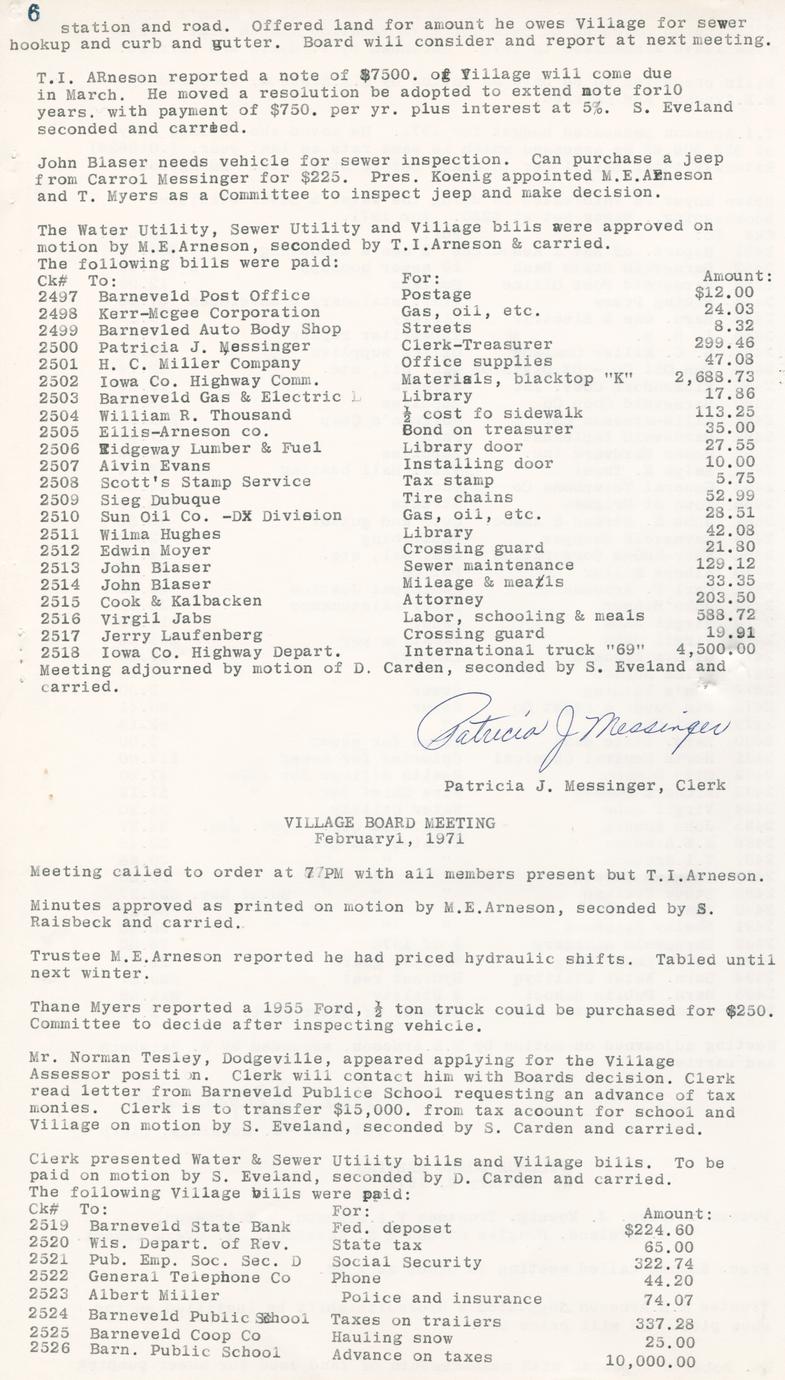 6
station and road. Offered land for amount he owes Village for sewer
hookup and curb and gutter. Board will consider and report at next meeting.
T.I. ARneson reported a note of $7500. of Village will come due
in March. He moved a resolution be adopted to extend note for10
years. with payment of $750. per yr. plus interest at 5%. S. Eveland
seconded and carried.
John Blaser needs vehicle for sewer inspection. Can purchase a jeep
from Carrol Messinger for $225. Pres. Koenig appointed M.E.ARneson
and T. Myers as a Committee to inspect jeep and make decision.
The Water Utility, Sewer Utility and Village bills were approved on
motion by M.E.Arneson, seconded by T.I.Arneson & carried.
The following bills were paid:
Ck# To: For: Amount:
2497 Barneveld Post Office Postage $12.00
2498 Kerr-Mcgee Corporation Gas, oil, etc. 24.03
2499 Barnevled Auto Body Shop Streets 8.32
2500 Patricia J. Messinger Clerk-Treasurer 299.46
2501 H. C. Miller Company Office supplies 47.08
2502 Iowa Co. Highway Comm. Materials, blacktop "K" 2,688.73
2503 Barneveld Gas & Electric L Library 17.86
2504 William R. Thousand ½ cost fo sidewalk 113.25
2505 Ellis-Arneson co. Bond on treasurer 35.00
2506 Ridgeway Lumber & Fuel Library door 27.55
2507 Alvin Evans Installing door 10.00
2508 Scott's Stamp Service Tax stamp 5.75
2509 Sieg Dubuque Tire chains 52.99
2510 Sun Oil Co. -DX Division Gas, oil, etc. 28.51
2511 Wilma Hughes Library 42.08
2512 Edwin Moyer Crossing guard 21.80
2513 John Blaser Sewer maintenance 129.12
2514 John Blaser Mileage & meatls 33.35
2515 Cook & Kalbacken Attorney 203.50
2516 Virgil Jabs Labor, schooling & meals 588.72
2517 Jerry Laufenberg Crossing guard 19.91
2518 Iowa Co. Highway Depart. International truck "69" 4,500.00
Meeting adjourned by motion of D. Carden, seconded by S. Eveland and
carried.
Patricia J Messinger
Patricia J. Messinger, Clerk
VILLAGE BOARD MEETING
February1, 1971
Meeting called to order at 7 PM with all members present but T.I.Arneson.
Minutes approved as printed on motion by M.E.Arneson, seconded by S.
Raisbeck and carried.
Trustee M.E.Arneson reported he had priced hydraulic shifts. Tabled until
next winter.
Thane Myers reported a 1955 Ford, ½ ton truck could be purchased for $250.
Committee to decide after inspecting vehicle.
Mr. Norman Tesley, Dodgeville, appeared applying for the Village
Assessor position. Clerk will contact him with Boards decision. Clerk
read letter from Barneveld Publice School requesting an advance of tax
monies. Clerk is to transfer $15,000. from tax acoount for school and
Village on motion by S. Eveland, seconded by S. Carden and carried.
Clerk presented Water & Sewer Utility bills and Village bills. To be
paid on motion by S. Eveland, seconded by D. Carden and carried.
The following Village bills were paid:
Ck# To: For: Amount:
2519 Barneveld State Bank Fed. deposet $224.60
2520 Wis. Depart. of Rev. State tax 65.00
2521 Pub. Emp. Soc. Sec. D Social Security 322.74
2522 General Telephone Co Phone 44.20
2523 Albert Miller Police and insurance 74.07
2524 Barneveld Public School Taxes on trailers 337.28
2525 Barneveld Coop Co Hauling snow 25.00
2526 Barn. Public School Advance on taxes 10,000.00